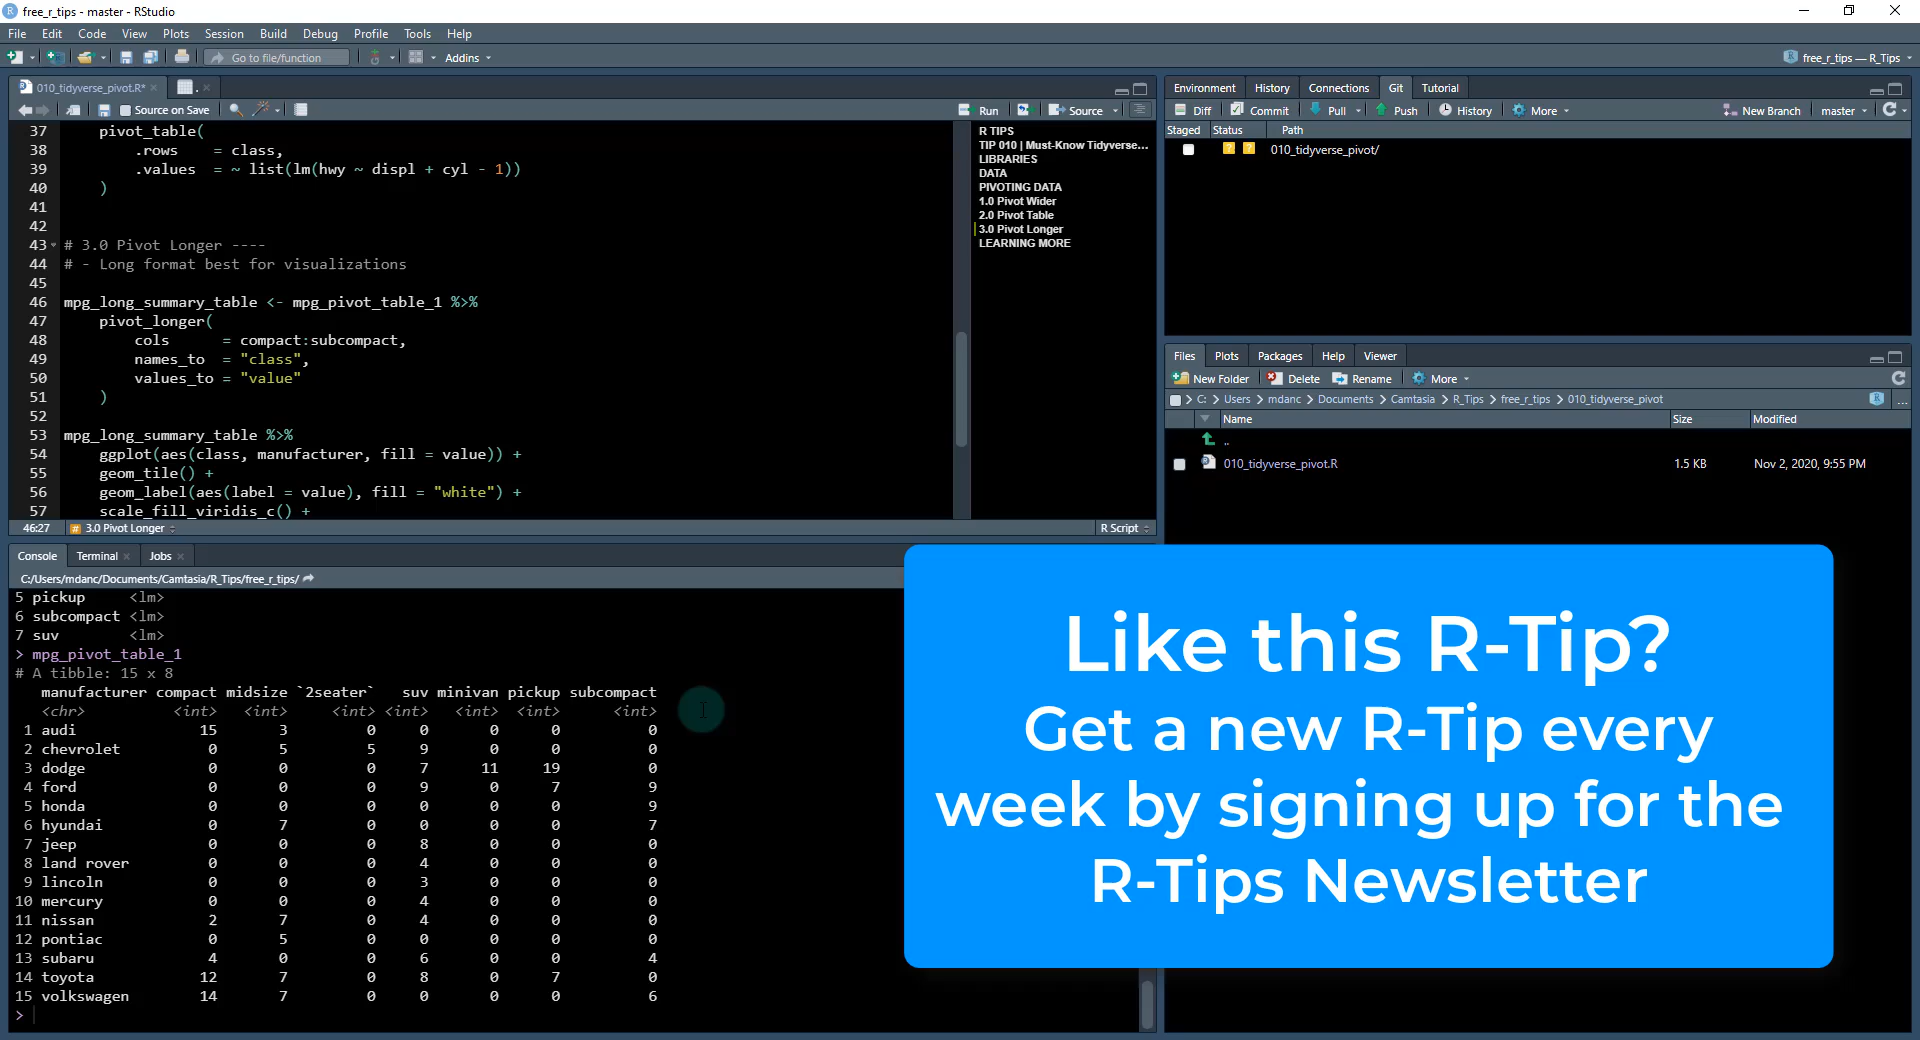 free_r_tips - master - RStudio
File Edit Code View Plots Session Build Debug Profile Tools Help
Go to file/function Addins free_r_tips — R_Tips
010_tidyverse_pivot.R* .
Source on Save Run Source
37 pivot_table(
38 .rows = class,
39 .values = ~ list(lm(hwy ~ displ + cyl - 1))
40 )
41
42
43 # 3.0 Pivot Longer ----
44 # - Long format best for visualizations
45
46 mpg_long_summary_table <- mpg_pivot_table_1 %>%
47 pivot_longer(
48 cols = compact:subcompact,
49 names_to = "class",
50 values_to = "value"
51 )
52
53 mpg_long_summary_table %>%
54 ggplot(aes(class, manufacturer, fill = value)) +
55 geom_tile() +
56 geom_label(aes(label = value), fill = "white") +
57 scale_fill_viridis_c() +
46:27 3.0 Pivot Longer R Script
R TIPS
TIP 010 | Must-Know Tidyverse...
LIBRARIES
DATA
PIVOTING DATA
1.0 Pivot Wider
2.0 Pivot Table
3.0 Pivot Longer
LEARNING MORE
Console Terminal Jobs
C:/Users/mdanc/Documents/Camtasia/R_Tips/free_r_tips/
5 pickup <lm>
6 subcompact <lm>
7 suv <lm>
> mpg_pivot_table_1
# A tibble: 15 x 8
manufacturer compact midsize `2seater` suv minivan pickup subcompact
<chr> <int> <int> <int> <int> <int> <int> <int>
1 audi 15 3 0 0 0 0 0
2 chevrolet 0 5 5 9 0 0 0
3 dodge 0 0 0 7 11 19 0
4 ford 0 0 0 9 0 7 9
5 honda 0 0 0 0 0 0 9
6 hyundai 0 7 0 0 0 0 7
7 jeep 0 0 0 8 0 0 0
8 land rover 0 0 0 4 0 0 0
9 lincoln 0 0 0 3 0 0 0
10 mercury 0 0 0 4 0 0 0
11 nissan 2 7 0 4 0 0 0
12 pontiac 0 5 0 0 0 0 0
13 subaru 4 0 0 6 0 0 4
14 toyota 12 7 0 8 0 7 0
15 volkswagen 14 7 0 0 0 0 6
>
Environment History Connections Git Tutorial
Diff Commit Pull Push History More New Branch master
Staged Status Path
? ? 010_tidyverse_pivot/
Files Plots Packages Help Viewer
New Folder Delete Rename More
C: > Users > mdanc > Documents > Camtasia > R_Tips > free_r_tips > 010_tidyverse_pivot ...
Name Size Modified
..
010_tidyverse_pivot.R 1.5 KB Nov 2, 2020, 9:55 PM
Like this R-Tip?
Get a new R-Tip every
week by signing up for the
R-Tips Newsletter